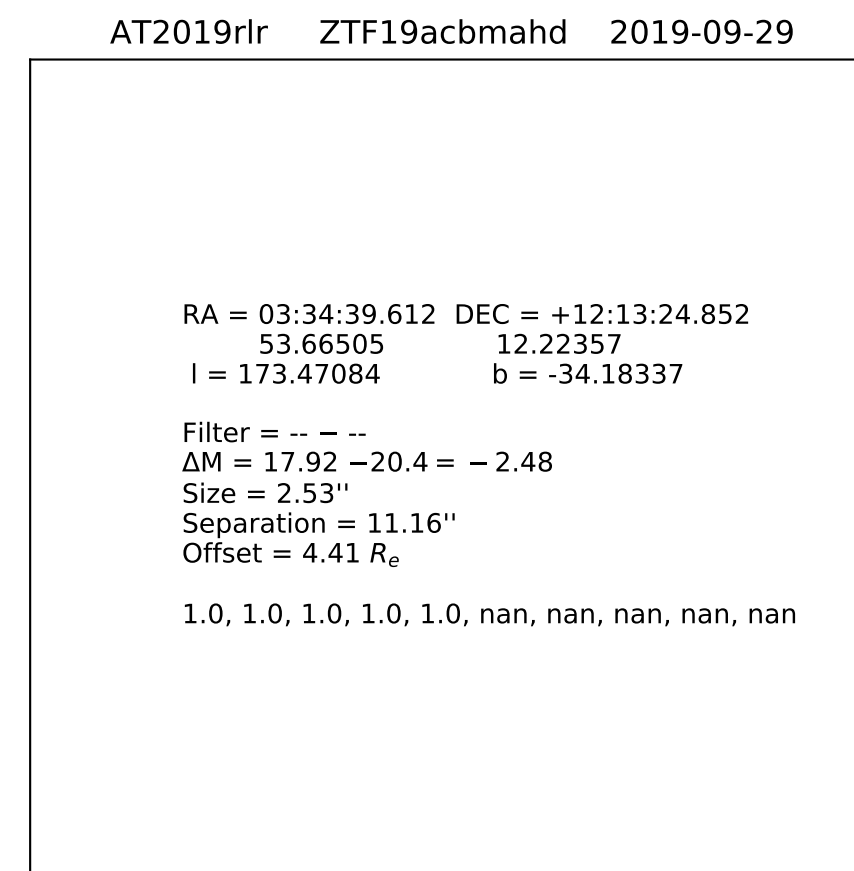 AT2019rlr ZTF19acbmahd 2019-09-29
RA = 03:34:39.612 DEC = +12:13:24.852
53.66505 12.22357
l = 173.47084 b = -34.18337
Filter = -- − --
ΔM = 17.92 −20.4 = −2.48
Size = 2.53''
Separation = 11.16''
Offset = 4.41 Rₑ
1.0, 1.0, 1.0, 1.0, 1.0, nan, nan, nan, nan, nan